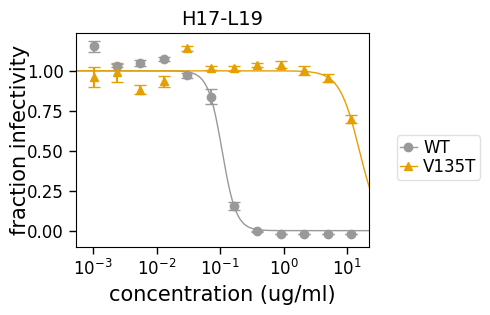 H17-L19
fraction infectivity
1.00
0.75
0.50
0.25
0.00
10⁻³
10⁻²
10⁻¹
10⁰
10¹
concentration (ug/ml)
WT
V135T